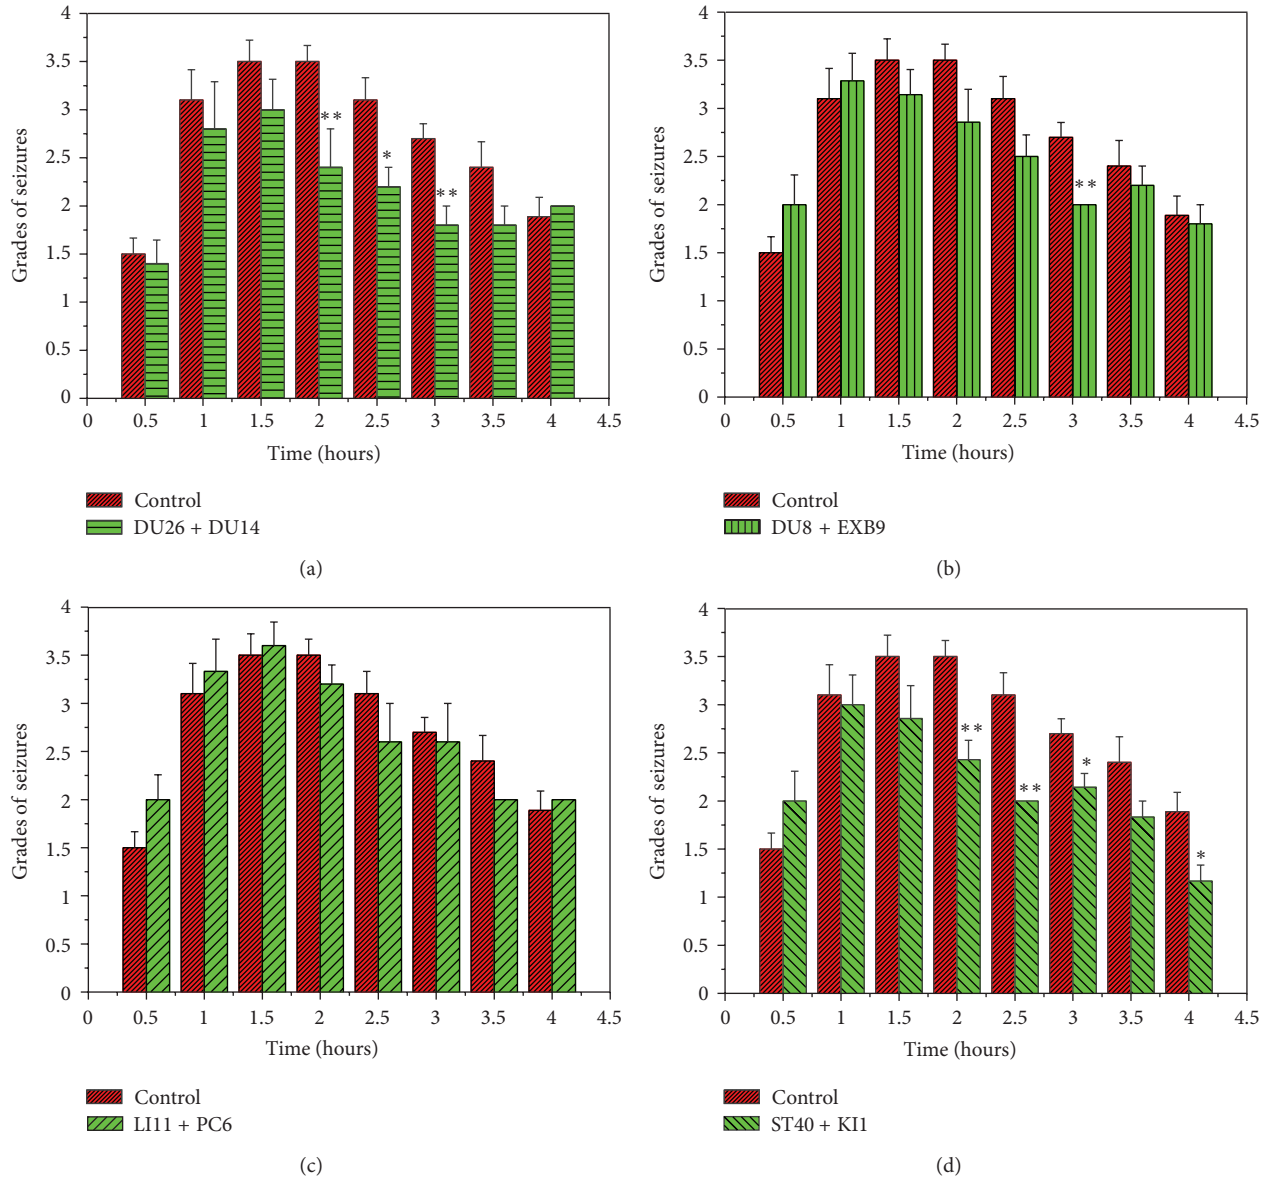 4
3.5
3
2.5
2
1.5
1
0.5
0
Grades of seizures
**
*
**
0 0.5 1 1.5 2 2.5 3 3.5 4 4.5
Time (hours)
Control
DU26 + DU14
(a)
4
3.5
3
2.5
2
1.5
1
0.5
0
Grades of seizures
**
0 0.5 1 1.5 2 2.5 3 3.5 4 4.5
Time (hours)
Control
DU8 + EXB9
(b)
4
3.5
3
2.5
2
1.5
1
0.5
0
Grades of seizures
0 0.5 1 1.5 2 2.5 3 3.5 4 4.5
Time (hours)
Control
LI11 + PC6
(c)
4
3.5
3
2.5
2
1.5
1
0.5
0
Grades of seizures
**
**
*
*
0 0.5 1 1.5 2 2.5 3 3.5 4 4.5
Time (hours)
Control
ST40 + KI1
(d)